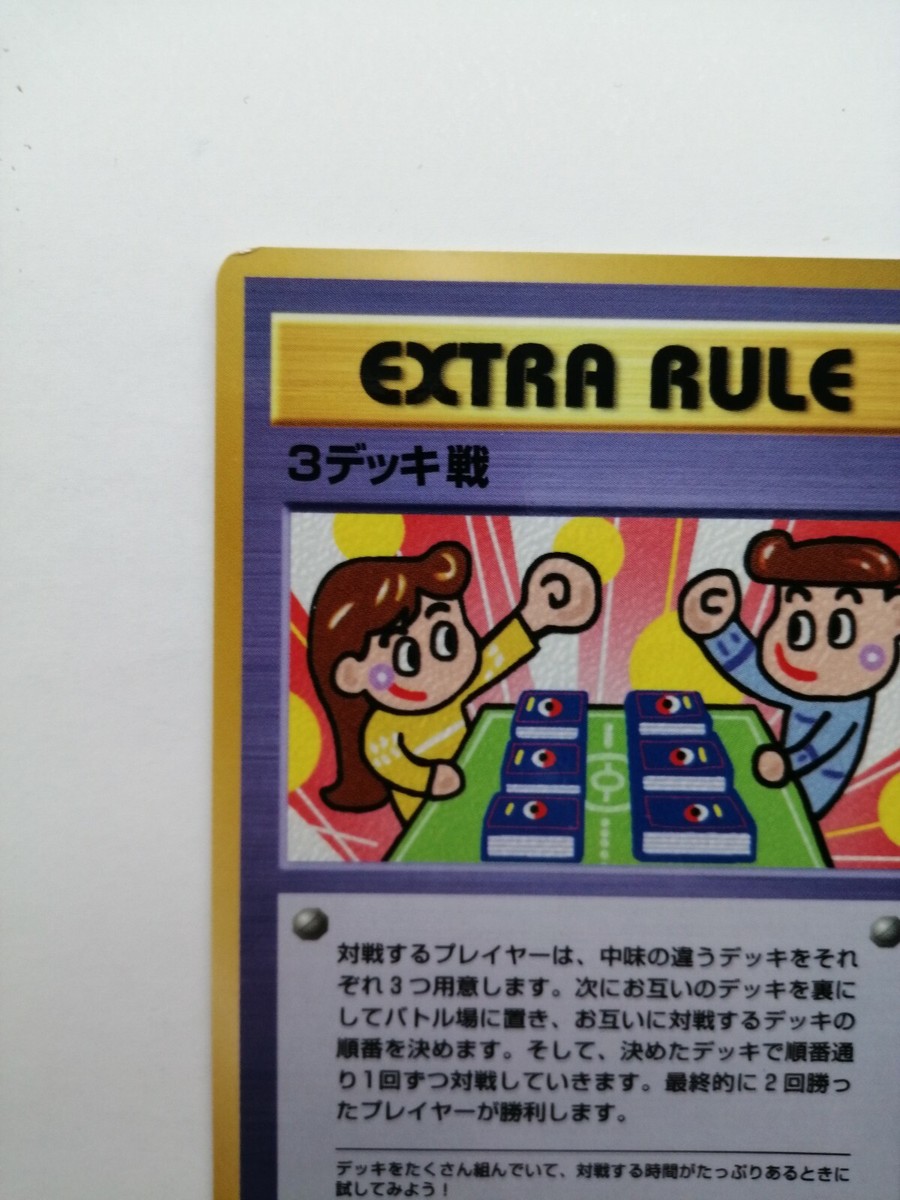 EXTRA RULE
3デッキ戦
対戦するプレイヤーは、中味の違うデッキをそれ
ぞれ3つ用意します。次にお互いのデッキを裏に
してバトル場に置き、お互いに対戦するデッキの
順番を決めます。そして、決めたデッキで順番通
り1回ずつ対戦していきます。最終的に2回勝っ
たプレイヤーが勝利します。
デッキをたくさん組んでいて、対戦する時間がたっぷりあるときに
試してみよう！